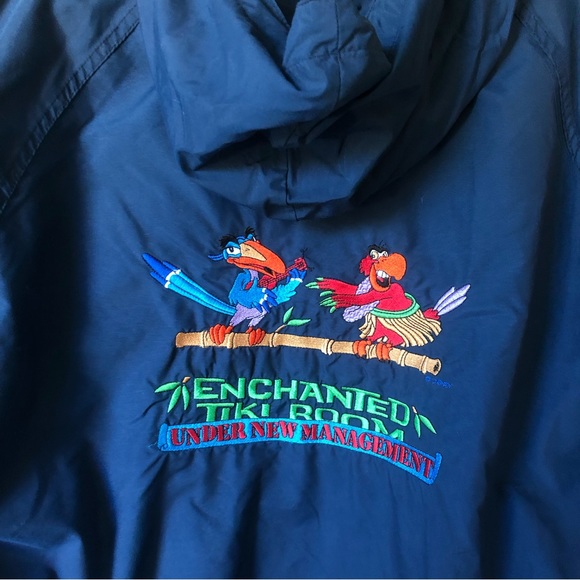 ENCHANTED
TIKI ROOM
UNDER NEW MANAGEMENT